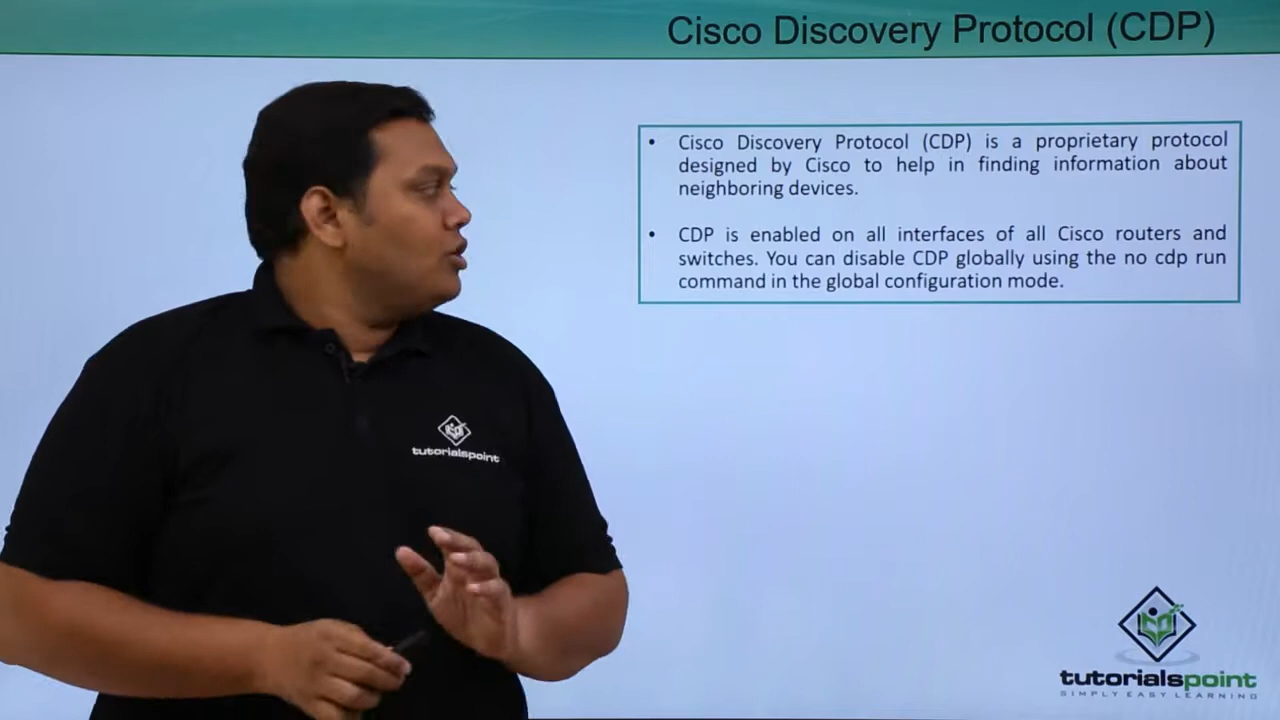 Cisco Discovery Protocol (CDP)
• Cisco Discovery Protocol (CDP) is a proprietary protocol
designed by Cisco to help in finding information about
neighboring devices.
• CDP is enabled on all interfaces of all Cisco routers and
switches. You can disable CDP globally using the no cdp run
command in the global configuration mode.
tutorialspoint
tutorialspoint
SIMPLY EASY LEARNING